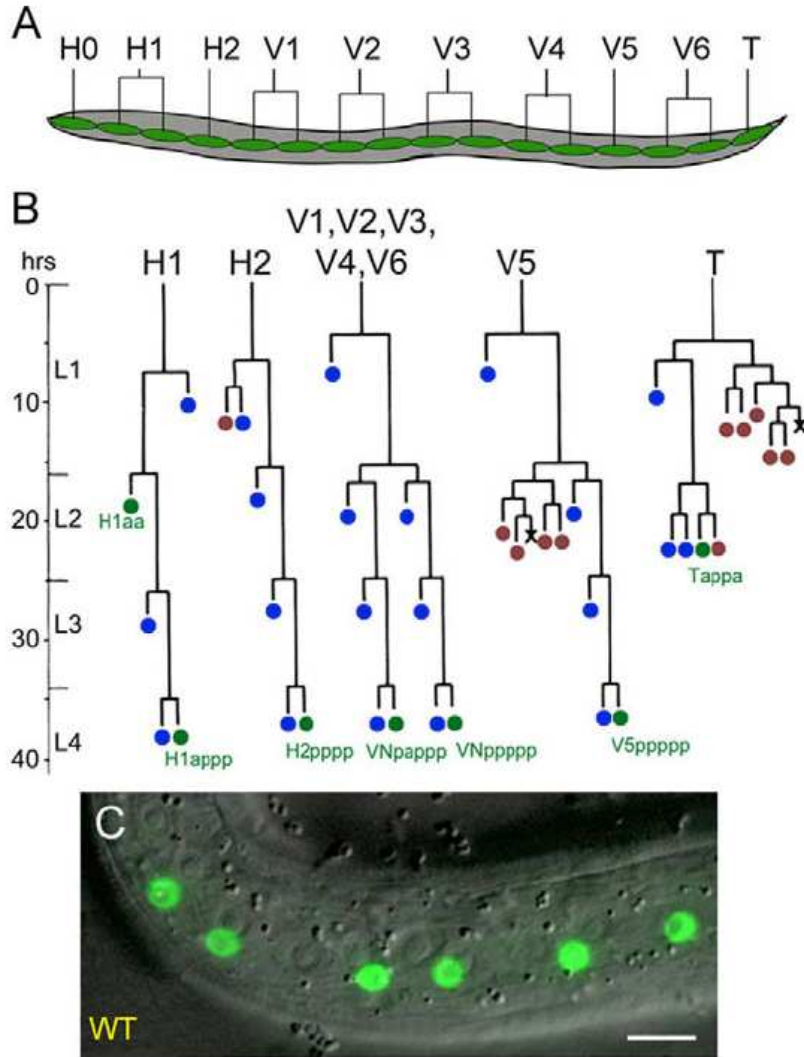 A
H0 H1 H2 V1 V2 V3 V4 V5 V6 T
B
V1,V2,V3,
hrs H1 H2 V4,V6 V5 T
0
L1
10
H1aa
20 L2
Tappa
L3
30
H1appp H2pppp VNpappp VNppppp V5ppppp
L4
40
C
WT